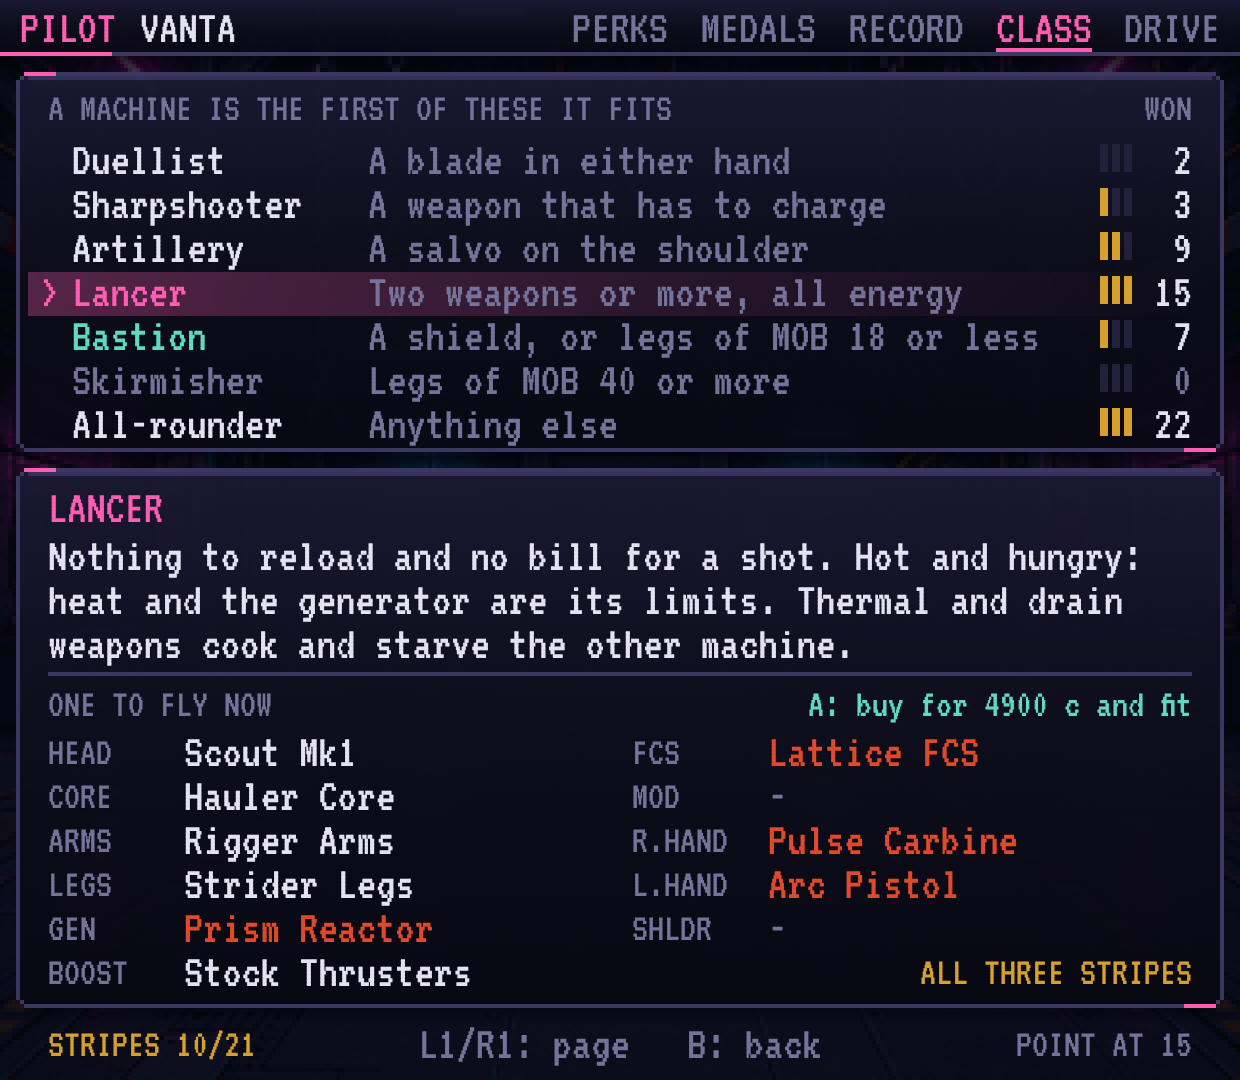 PILOT VANTA PERKS MEDALS RECORD CLASS DRIVE
A MACHINE IS THE FIRST OF THESE IT FITS WON
Duellist A blade in either hand 2
Sharpshooter A weapon that has to charge 3
Artillery A salvo on the shoulder 9
> Lancer Two weapons or more, all energy 15
Bastion A shield, or legs of MOB 18 or less 7
Skirmisher Legs of MOB 40 or more 0
All-rounder Anything else 22
LANCER
Nothing to reload and no bill for a shot. Hot and hungry:
heat and the generator are its limits. Thermal and drain
weapons cook and starve the other machine.
ONE TO FLY NOW A: buy for 4900 c and fit
HEAD Scout Mk1 FCS Lattice FCS
CORE Hauler Core MOD -
ARMS Rigger Arms R.HAND Pulse Carbine
LEGS Strider Legs L.HAND Arc Pistol
GEN Prism Reactor SHLDR -
BOOST Stock Thrusters ALL THREE STRIPES
STRIPES 10/21 L1/R1: page B: back POINT AT 15